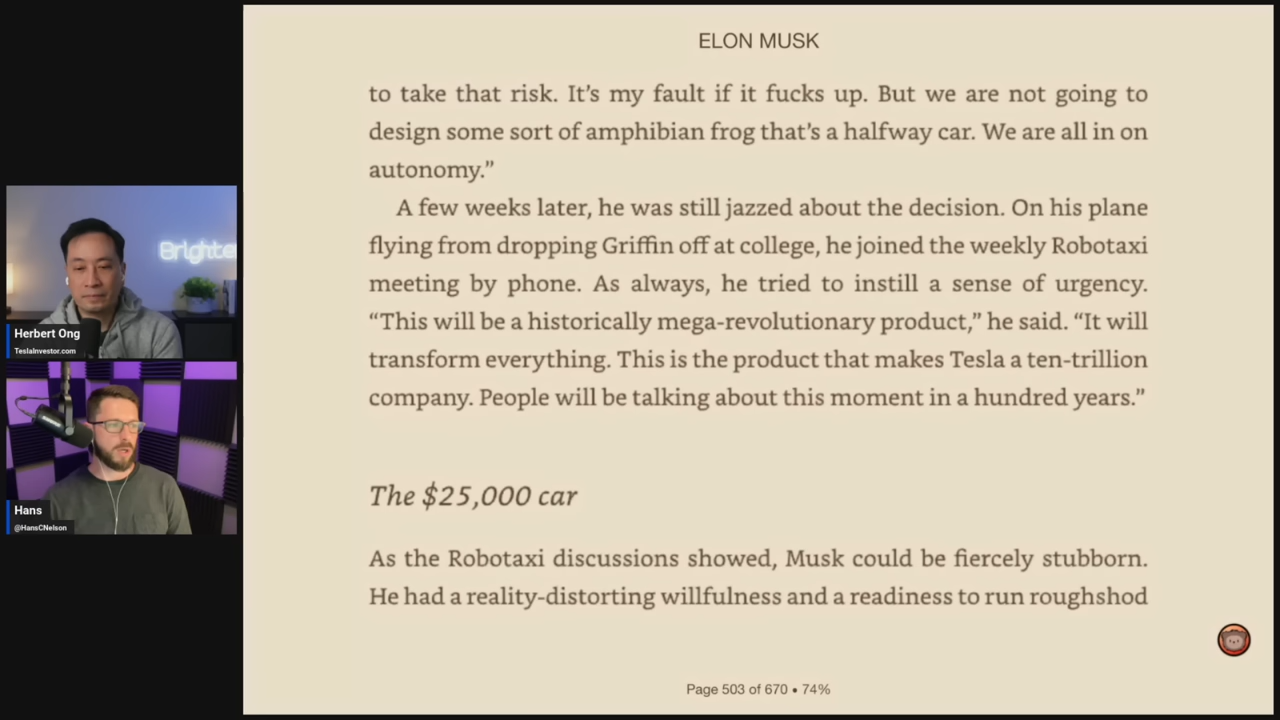 ELON MUSK
to take that risk. It’s my fault if it fucks up. But we are not going to
design some sort of amphibian frog that’s a halfway car. We are all in on
autonomy.”
A few weeks later, he was still jazzed about the decision. On his plane
flying from dropping Griffin off at college, he joined the weekly Robotaxi
meeting by phone. As always, he tried to instill a sense of urgency.
“This will be a historically mega-revolutionary product,” he said. “It will
transform everything. This is the product that makes Tesla a ten-trillion
company. People will be talking about this moment in a hundred years.”
The $25,000 car
As the Robotaxi discussions showed, Musk could be fiercely stubborn.
He had a reality-distorting willfulness and a readiness to run roughshod
Page 503 of 670 • 74%
Brighte
Herbert Ong
TeslaInvestor.com
Hans
@HansCNelson